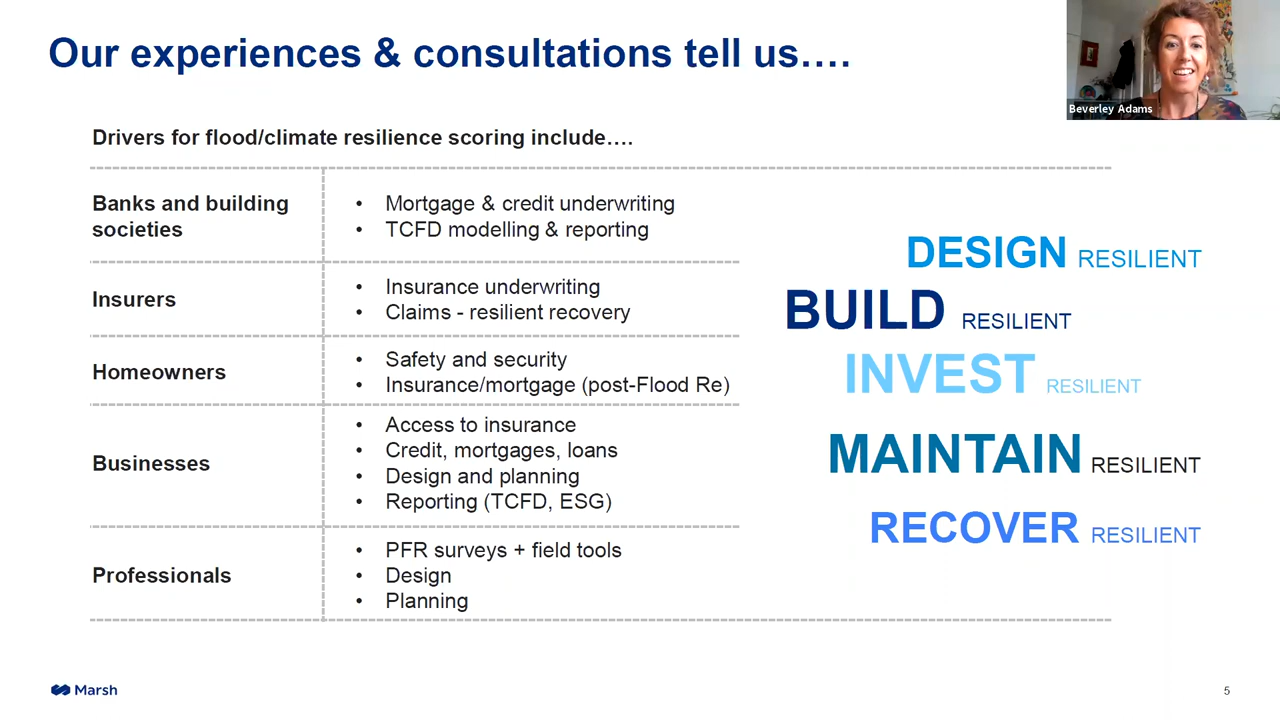 Our experiences & consultations tell us….
Beverley Adams
Drivers for flood/climate resilience scoring include….
Banks and building
societies
• Mortgage & credit underwriting
• TCFD modelling & reporting
Insurers
• Insurance underwriting
• Claims - resilient recovery
Homeowners
• Safety and security
• Insurance/mortgage (post-Flood Re)
Businesses
• Access to insurance
• Credit, mortgages, loans
• Design and planning
• Reporting (TCFD, ESG)
Professionals
• PFR surveys + field tools
• Design
• Planning
DESIGN RESILIENT
BUILD RESILIENT
INVEST RESILIENT
MAINTAIN RESILIENT
RECOVER RESILIENT
Marsh
5